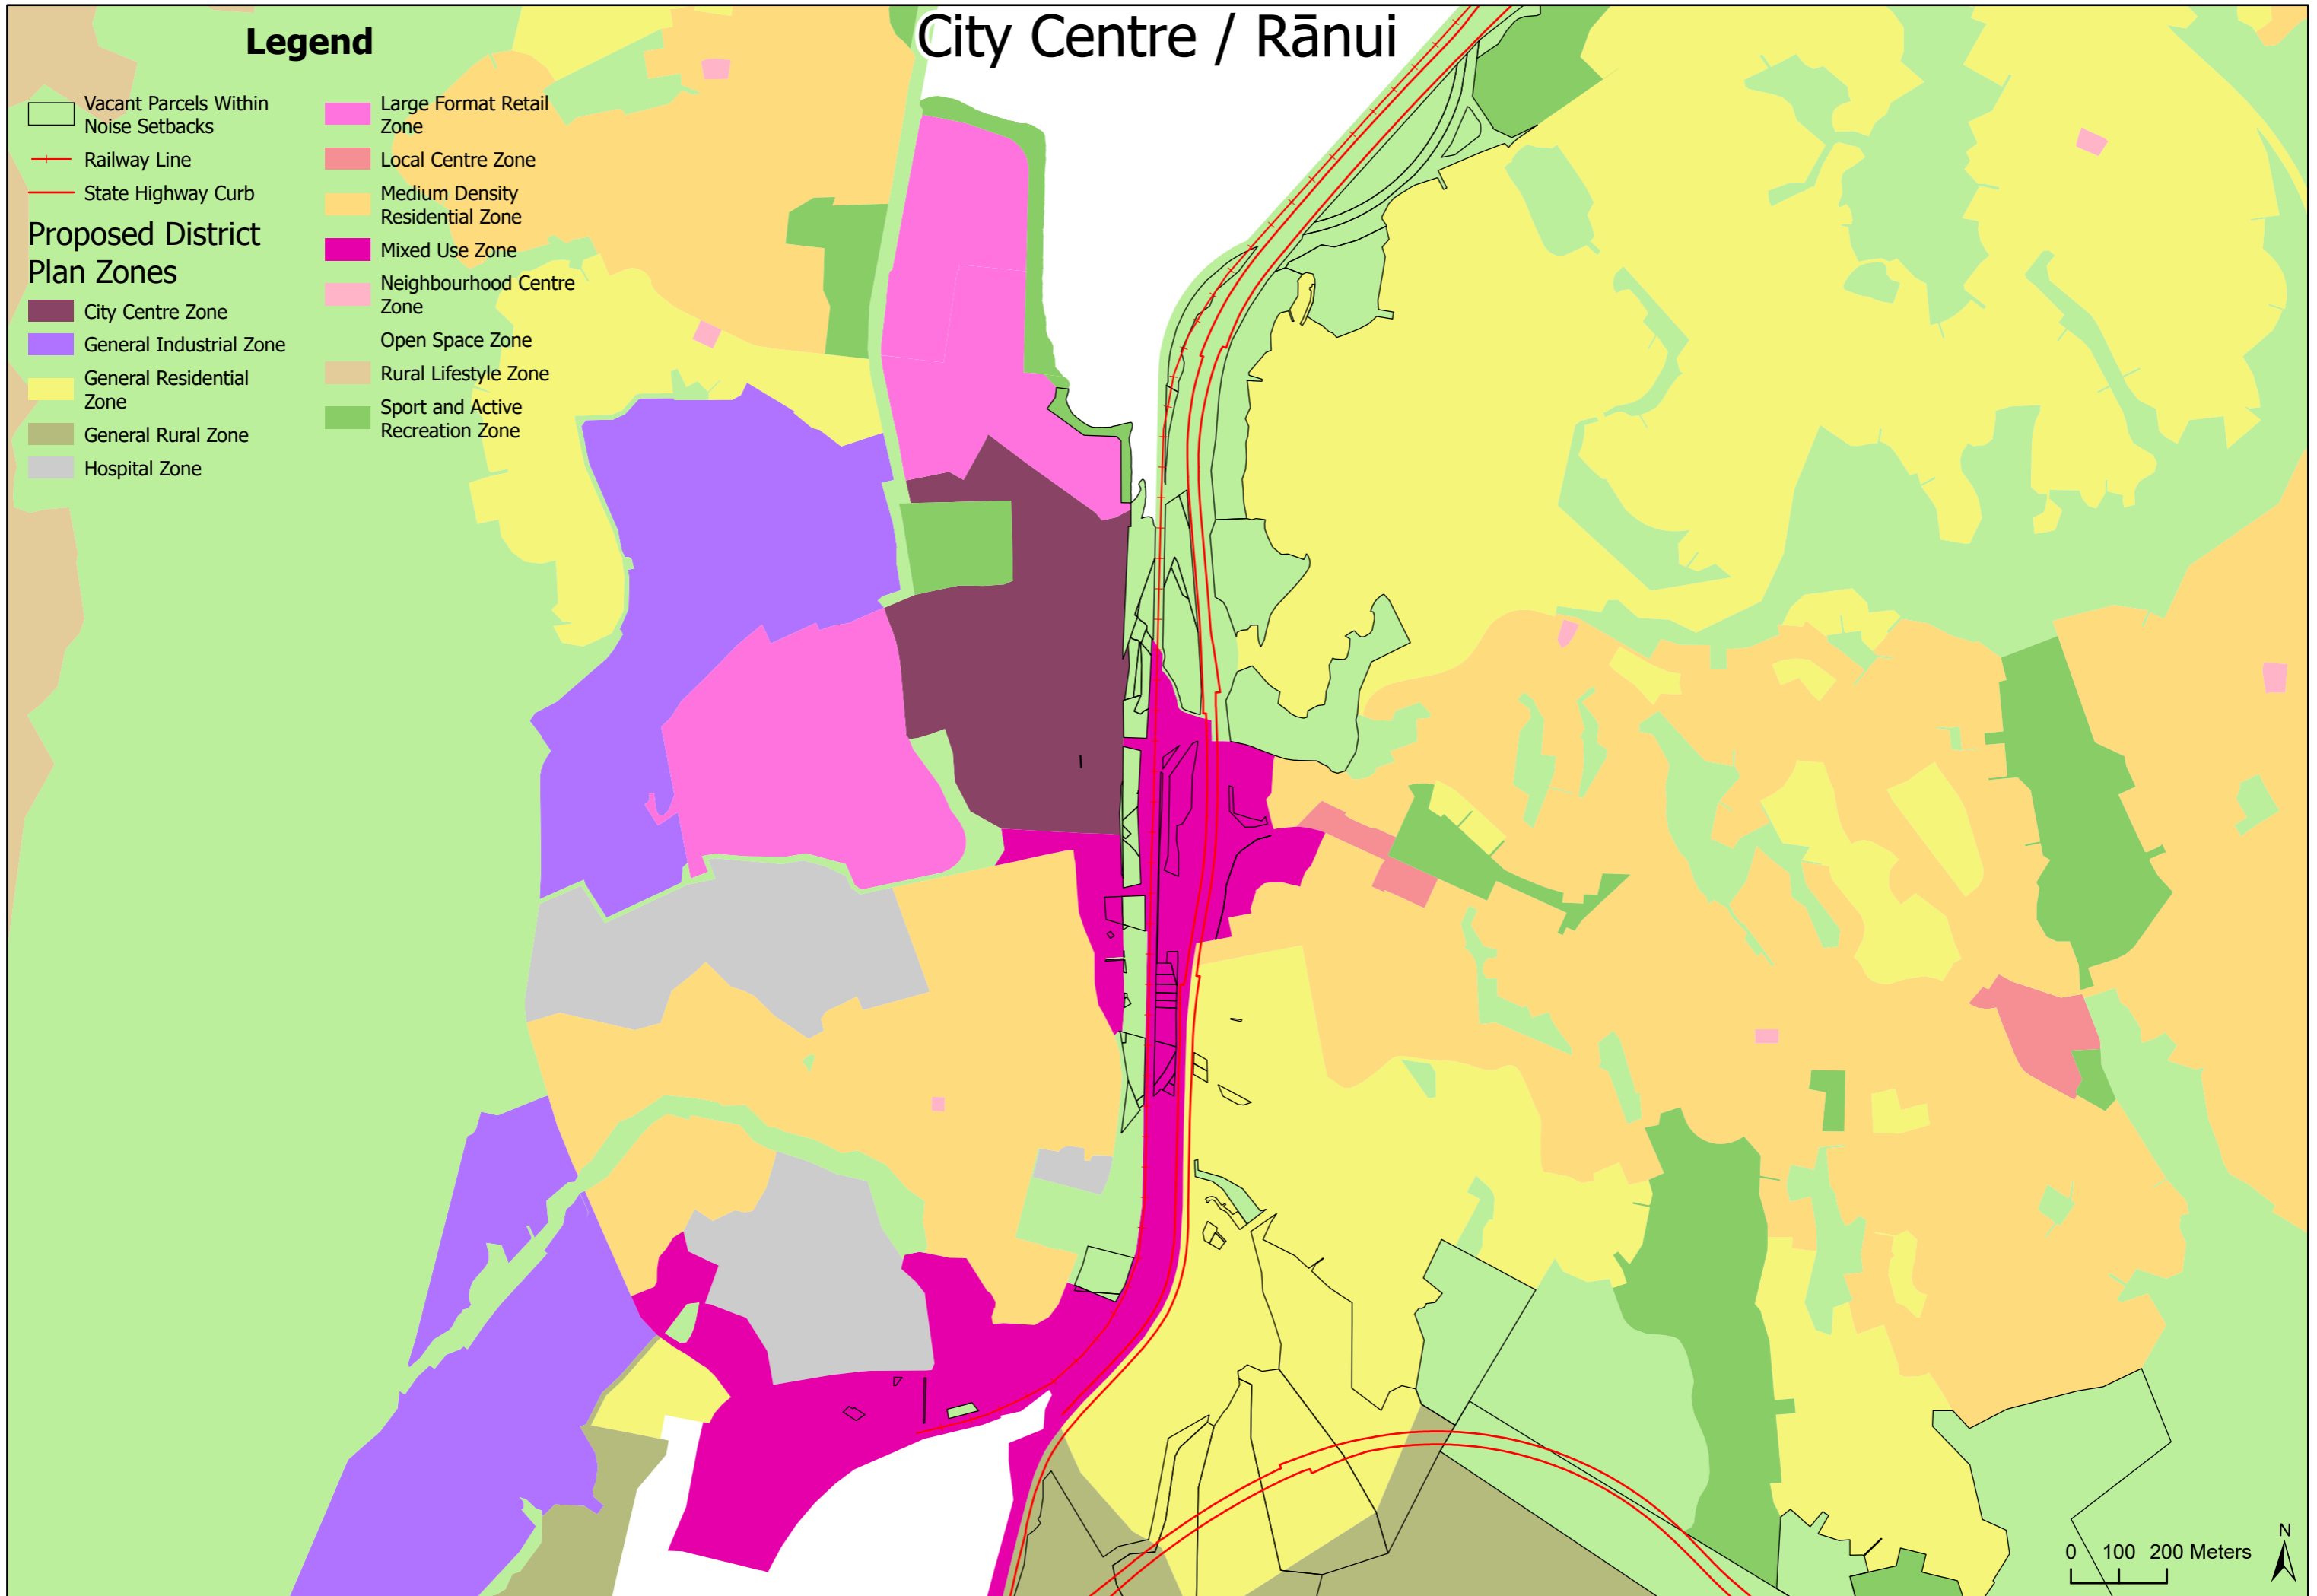 City Centre / Rānui
Legend
Vacant Parcels Within
Noise Setbacks
Railway Line
State Highway Curb
Proposed District
Plan Zones
City Centre Zone
General Industrial Zone
General Residential
Zone
General Rural Zone
Hospital Zone
Large Format Retail
Zone
Local Centre Zone
Medium Density
Residential Zone
Mixed Use Zone
Neighbourhood Centre
Zone
Open Space Zone
Rural Lifestyle Zone
Sport and Active
Recreation Zone
N
0 100 200 Meters